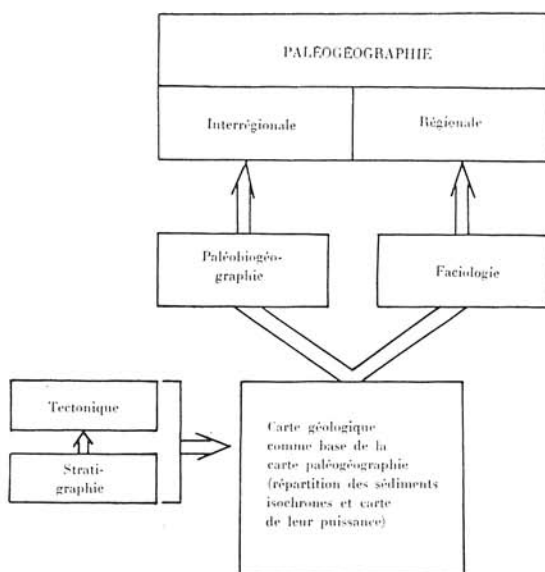 PALÉOGÉOGRAPHIE
Interrégionale
Régionale
Paléobiogéo-
graphie
Faciologie
Tectonique
Strati-
graphie
Carte géologique
comme base de la
carte paléogéographie
(répartition des sédiments
isochrones et carte
de leur puissance)